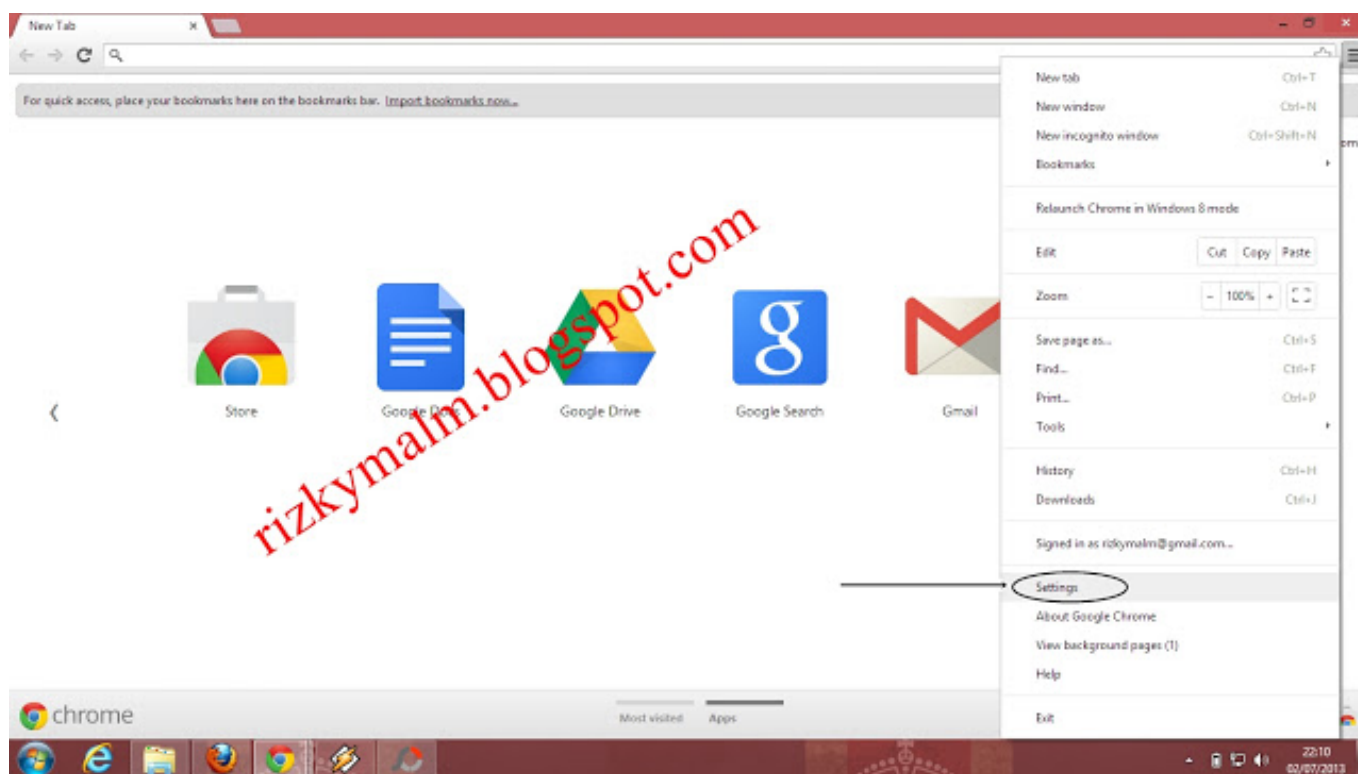 New Tab
For quick access, place your bookmarks here on the bookmarks bar. Import bookmarks now...
New tab Ctrl+T
New window Ctrl+N
New incognito window Ctrl+Shift+N
Bookmarks
Relaunch Chrome in Windows 8 mode
Edit Cut Copy Paste
Zoom - 100% +
Save page as... Ctrl+S
Find... Ctrl+F
Print... Ctrl+P
Tools
History Ctrl+H
Downloads Ctrl+J
Signed in as rizkymalm@gmail.com...
Settings
About Google Chrome
View background pages (1)
Help
Exit
rizkymalm.blogspot.com
Store Google Docs Google Drive Google Search Gmail
chrome
Most visited Apps
22:10
02/07/2013